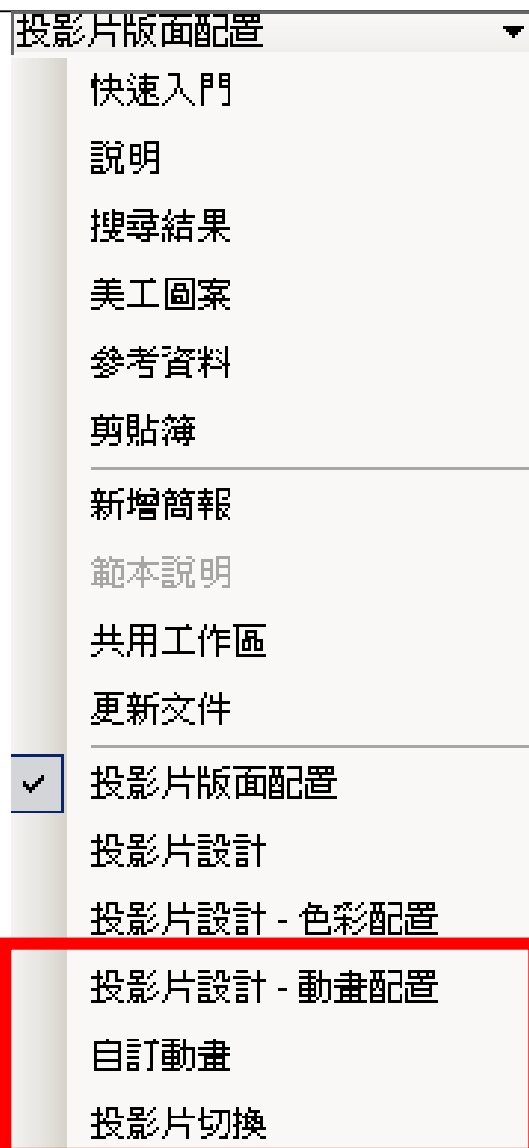 投影片版面配置
快速入門
說明
搜尋結果
美工圖案
參考資料
剪貼簿
新增簡報
範本說明
共用工作區
更新文件
投影片版面配置
投影片設計
投影片設計 - 色彩配置
投影片設計 - 動畫配置
自訂動畫
投影片切換